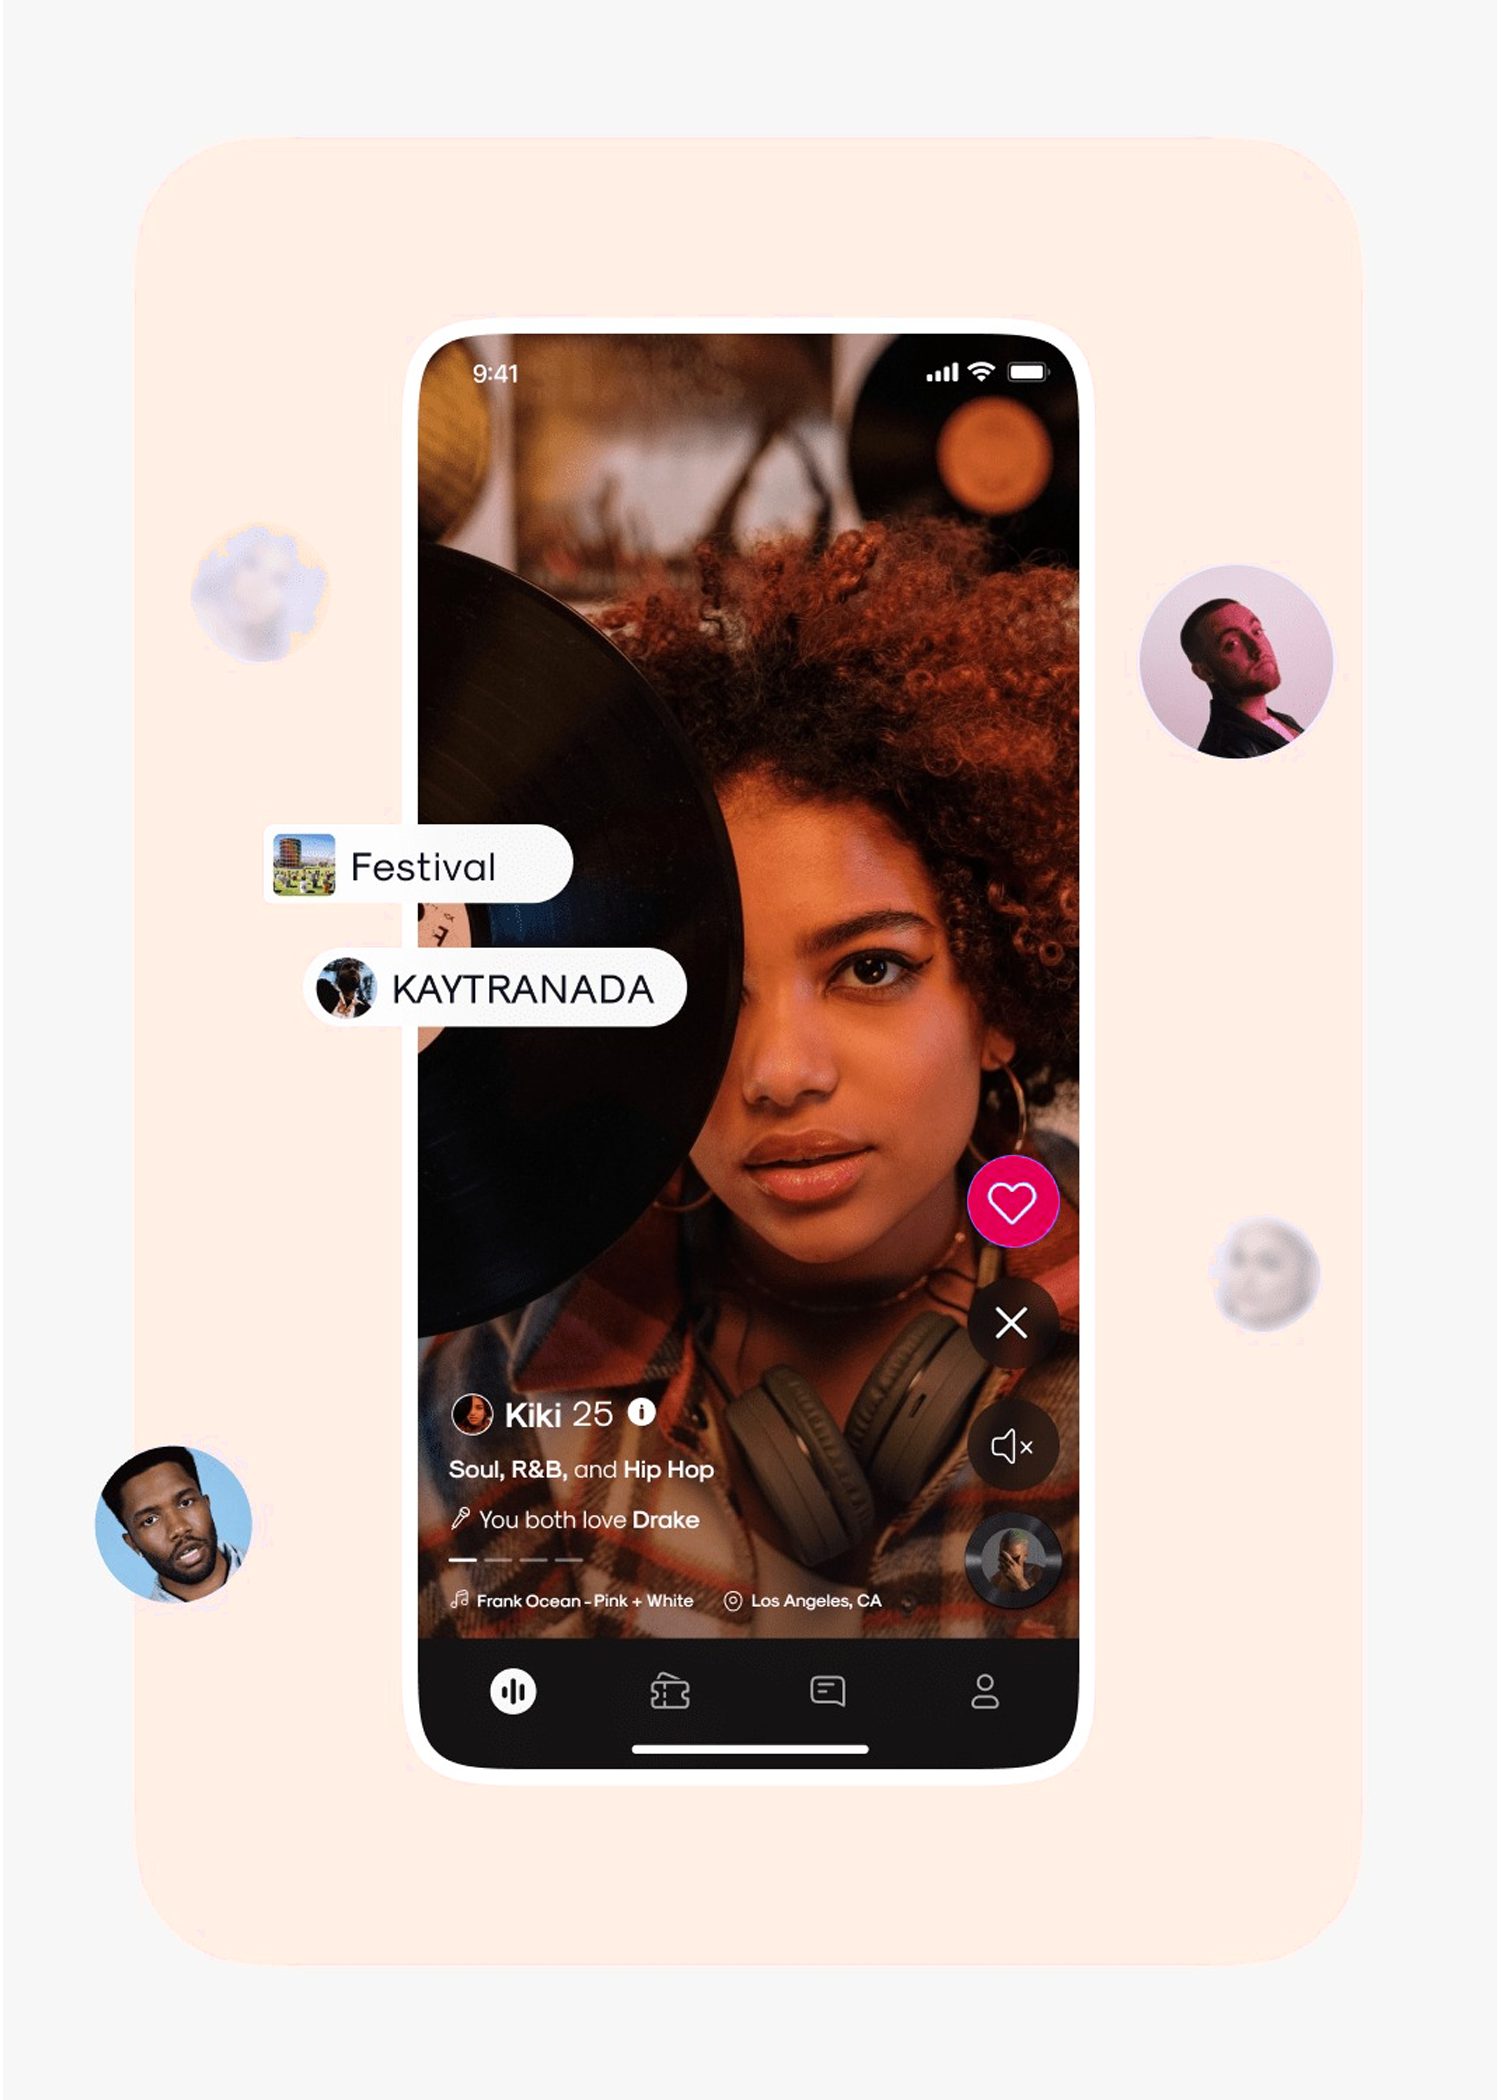 9:41
Festival
KAYTRANADA
Kiki 25
Soul, R&B, and Hip Hop
You both love Drake
Frank Ocean - Pink + White
Los Angeles, CA